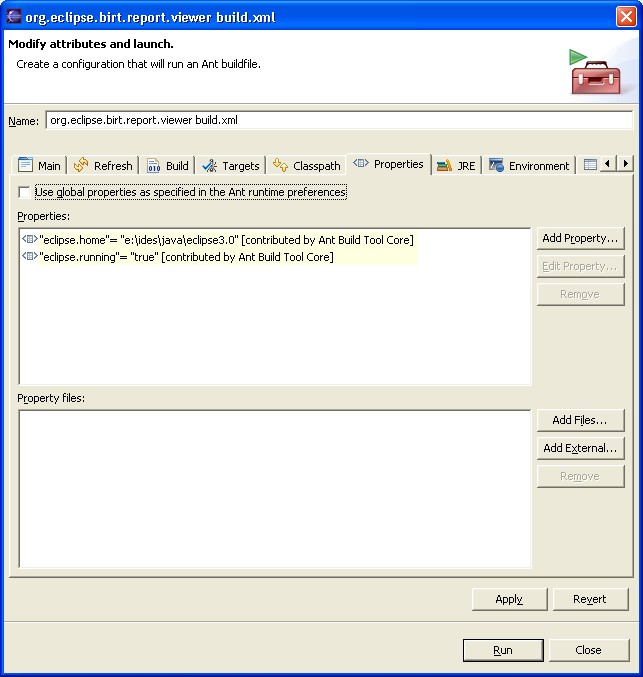 org.eclipse.birt.report.viewer build.xml
Modify attributes and launch.
Create a configuration that will run an Ant buildfile.
Name: org.eclipse.birt.report.viewer build.xml
Main Refresh Build Targets Classpath Properties JRE Environment
Use global properties as specified in the Ant runtime preferences
Properties:
"eclipse.home"= "e:\ides\java\eclipse3.0" [contributed by Ant Build Tool Core]
"eclipse.running"= "true" [contributed by Ant Build Tool Core]
Add Property...
Edit Property...
Remove
Property files:
Add Files...
Add External...
Remove
Apply Revert
Run Close